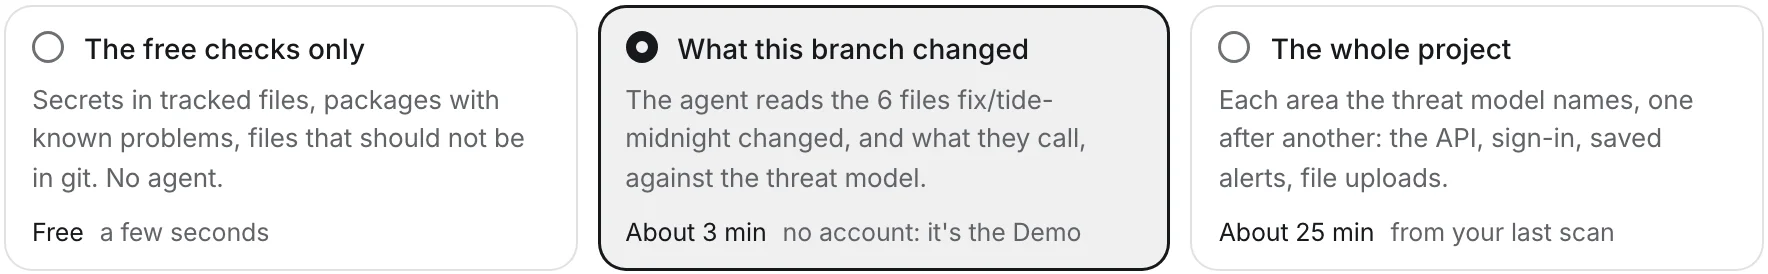 The free checks only
Secrets in tracked files, packages with
known problems, files that should not be
in git. No agent.
Free a few seconds
What this branch changed
The agent reads the 6 files fix/tide-
midnight changed, and what they call,
against the threat model.
About 3 min no account: it's the Demo
The whole project
Each area the threat model names, one
after another: the API, sign-in, saved
alerts, file uploads.
About 25 min from your last scan